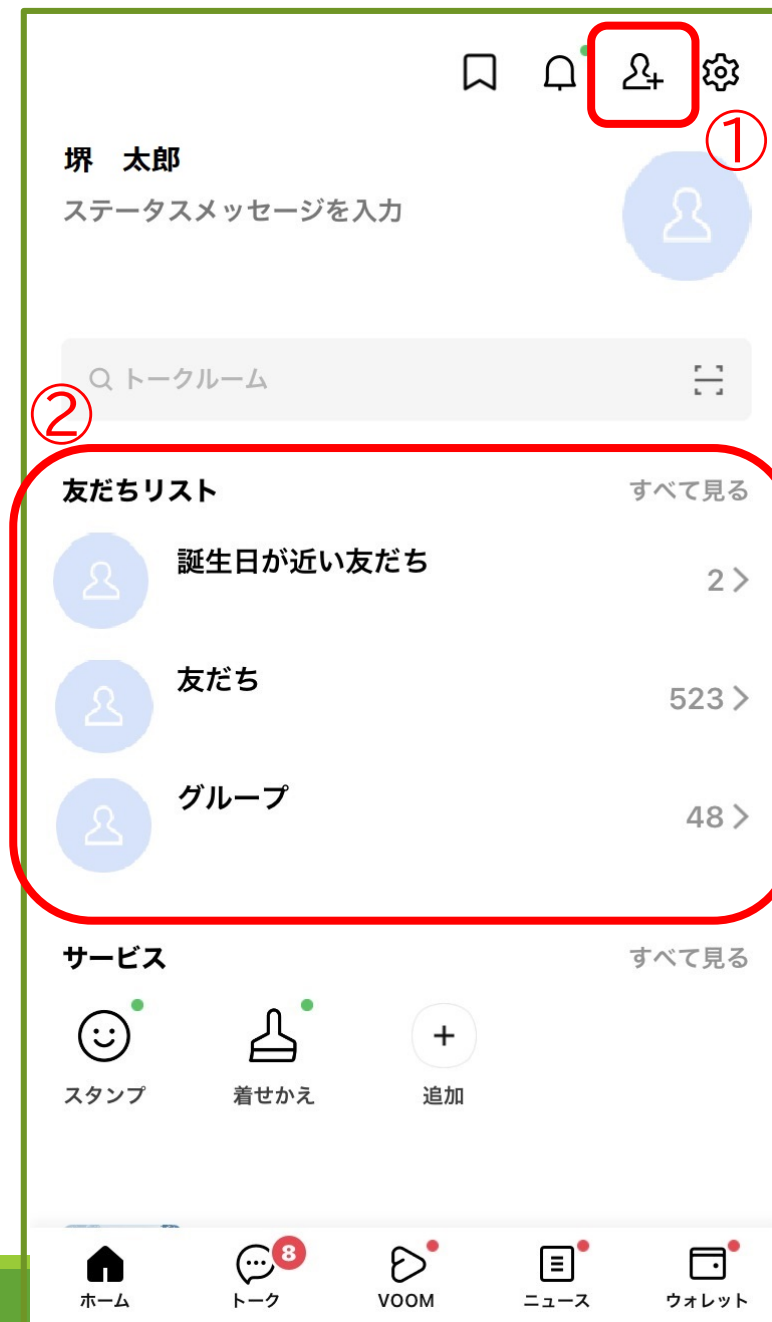 ①
堺　太郎
ステータスメッセージを入力
トークルーム
②
友だちリスト すべて見る
誕生日が近い友だち 2
友だち 523
グループ 48
サービス すべて見る
スタンプ 着せかえ 追加
8
ホーム トーク VOOM ニュース ウォレット